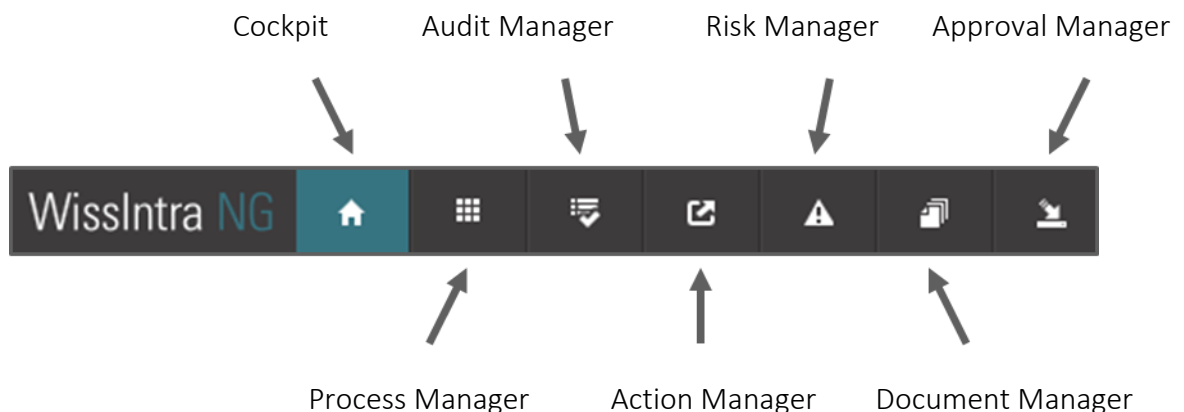 Cockpit Audit Manager Risk Manager Approval Manager
WissIntra NG
Process Manager Action Manager Document Manager